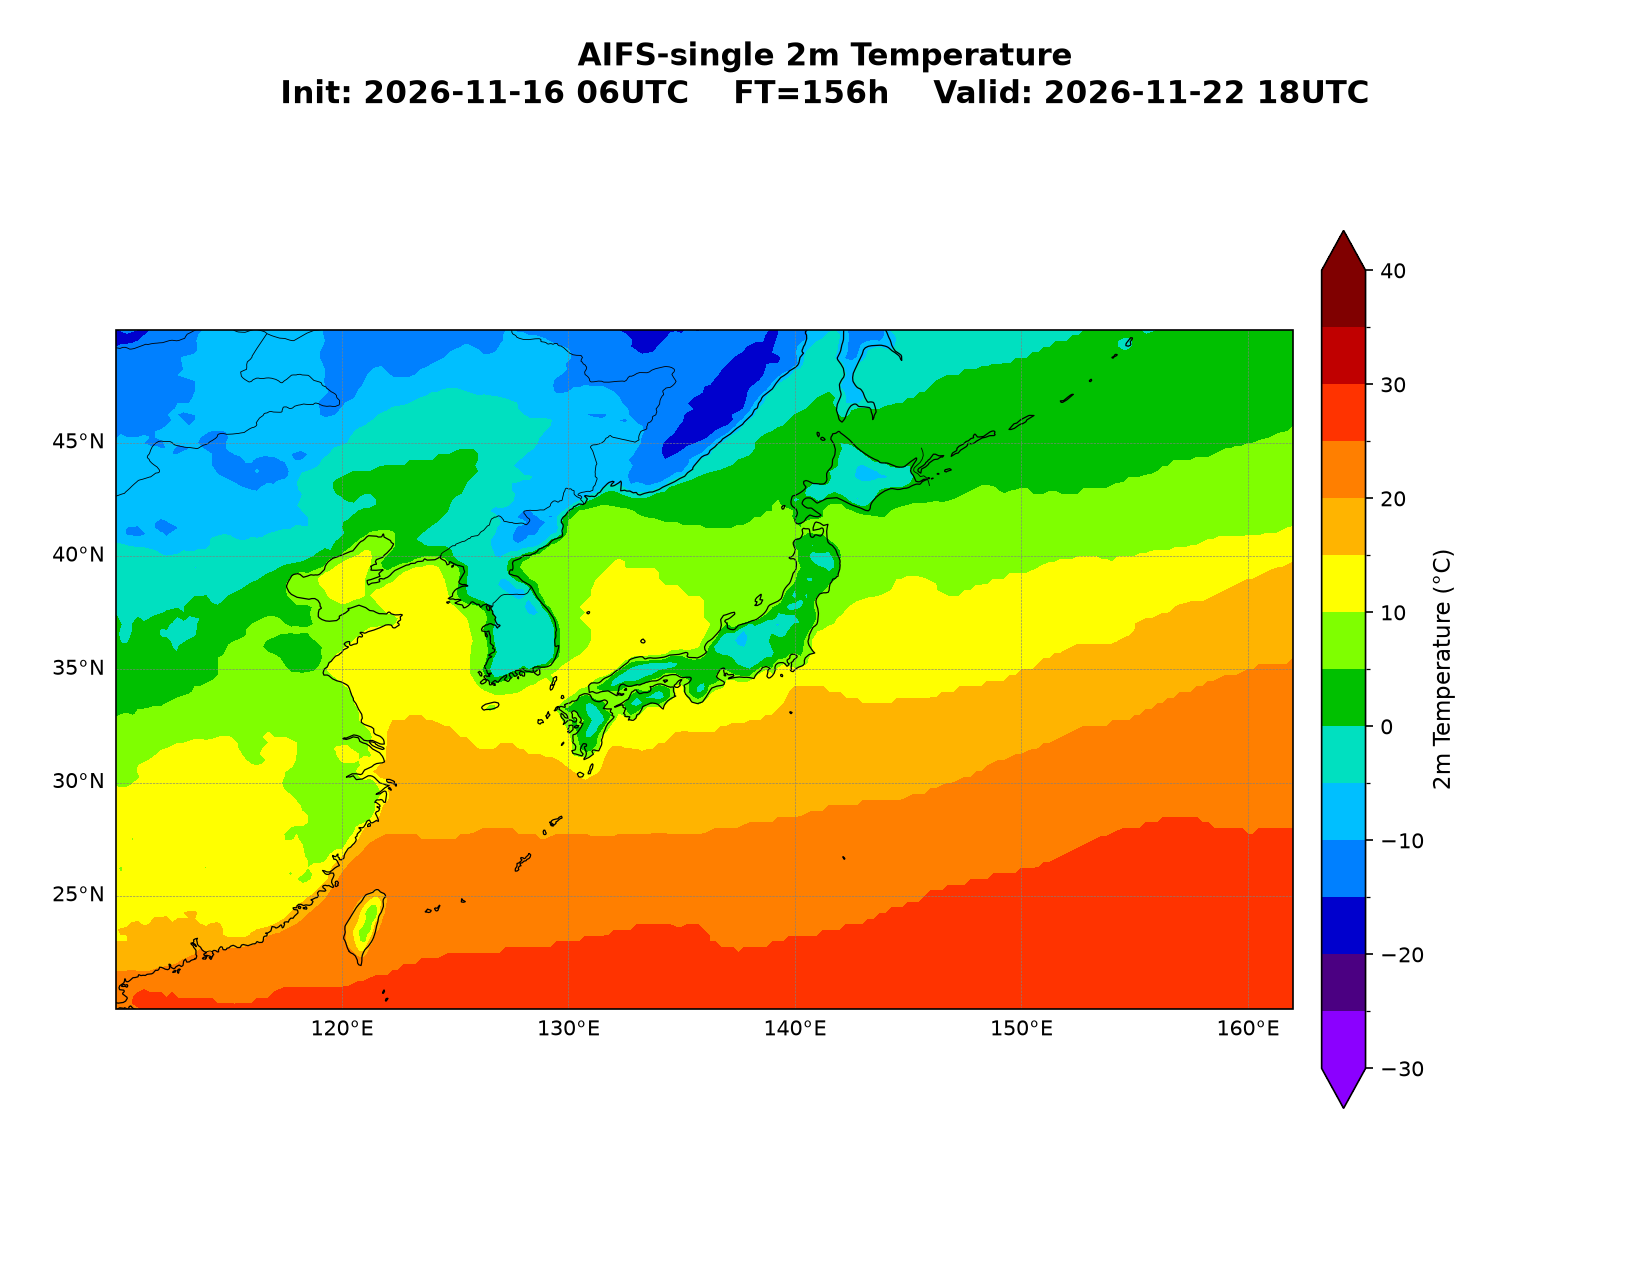 AIFS-single 2m Temperature
Init: 2026-11-16 06UTC    FT=156h    Valid: 2026-11-22 18UTC
45°N
40°N
35°N
30°N
25°N
120°E
130°E
140°E
150°E
160°E
40
30
20
10
0
−10
−20
−30
2m Temperature (°C)